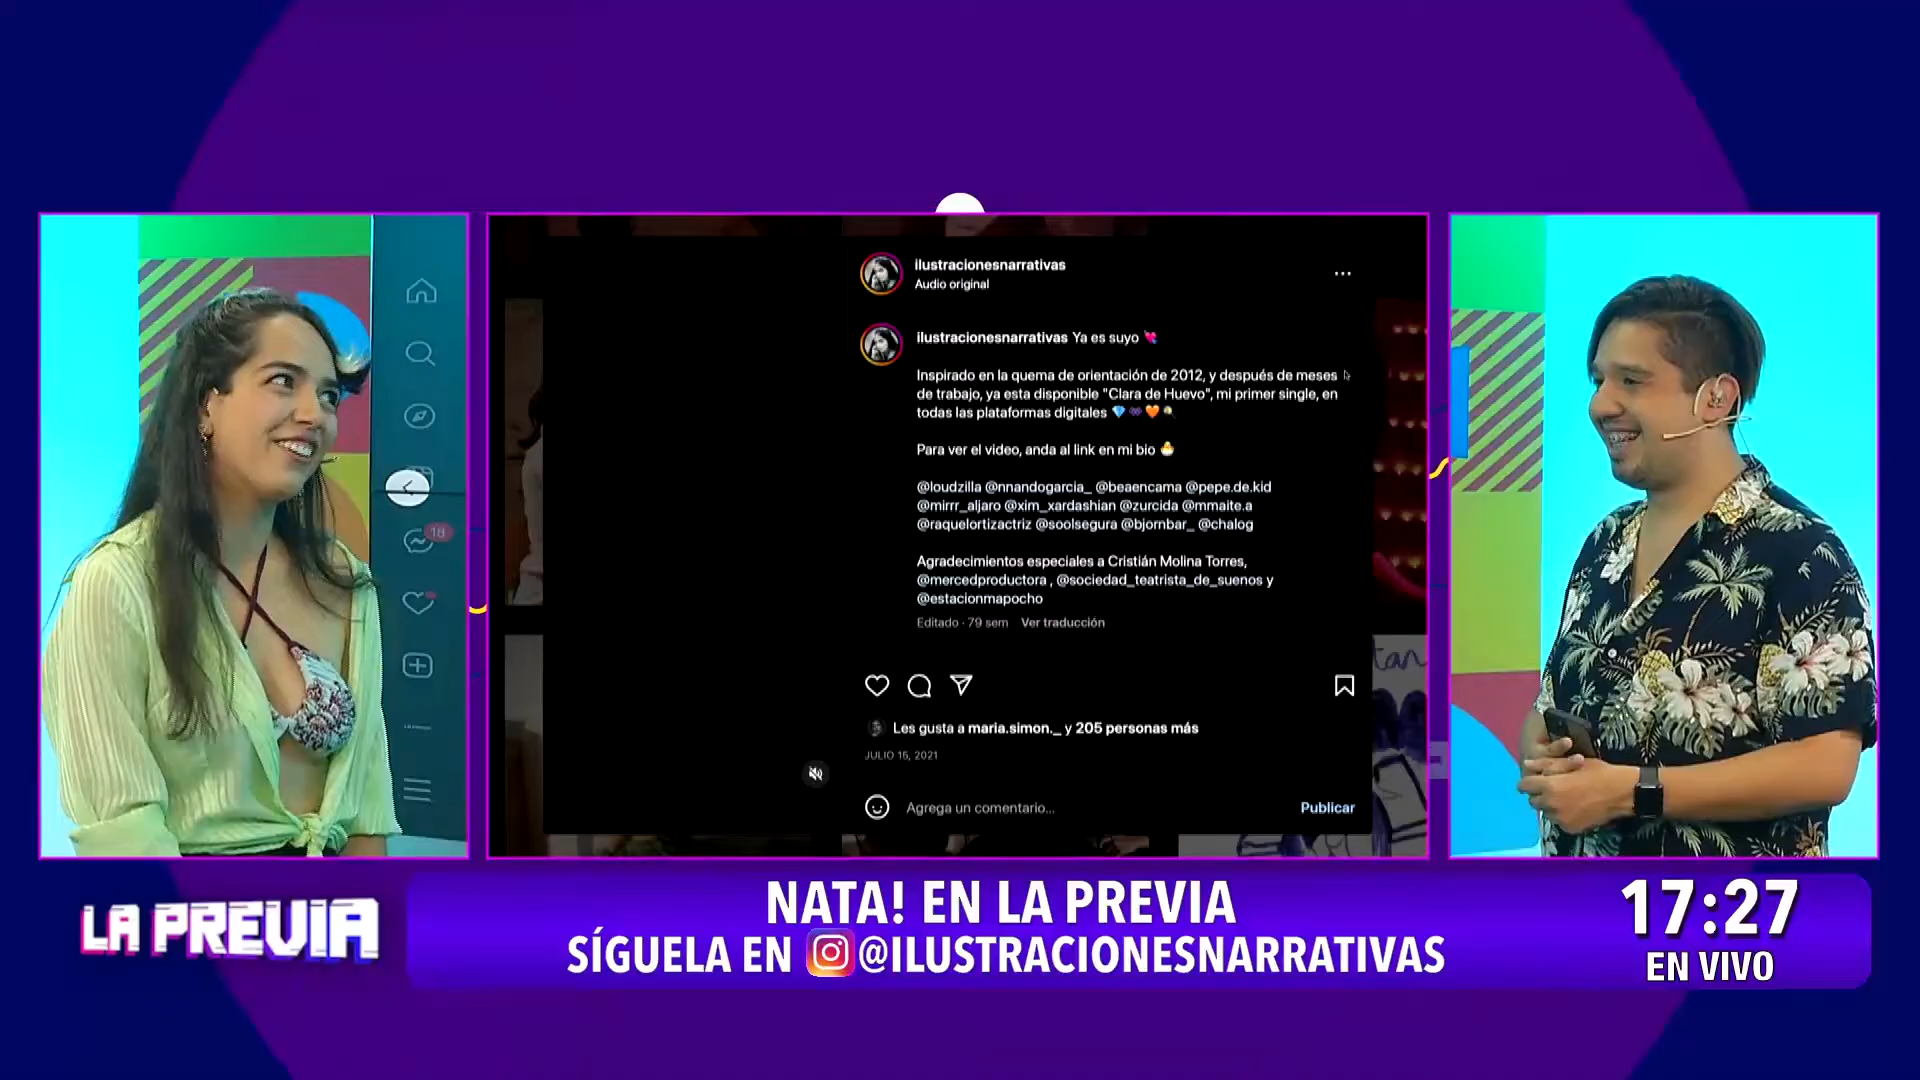 ilustracionesnarrativas
Audio original
ilustracionesnarrativas Ya es suyo 💘
Inspirado en la quema de orientación de 2012, y después de meses
de trabajo, ya esta disponible "Clara de Huevo", mi primer single, en
todas las plataformas digitales 💎👾🧡🍳
Para ver el video, anda al link en mi bio 🐣
@loudzilla @nnandogarcia_ @beaencama @pepe.de.kid
@mirrr_aljaro @xim_xardashian @zurcida @mmaite.a
@raquelortizactriz @soolsegura @bjornbar_ @chalog
Agradecimientos especiales a Cristián Molina Torres,
@mercedproductora , @sociedad_teatrista_de_suenos y
@estacionmapocho
Editado · 79 sem Ver traducción
Les gusta a maria.simon._ y 205 personas más
JULIO 15, 2021
Agrega un comentario... Publicar
18
LA PREVIA
NATA! EN LA PREVIA
SÍGUELA EN @ILUSTRACIONESNARRATIVAS
17:27
EN VIVO